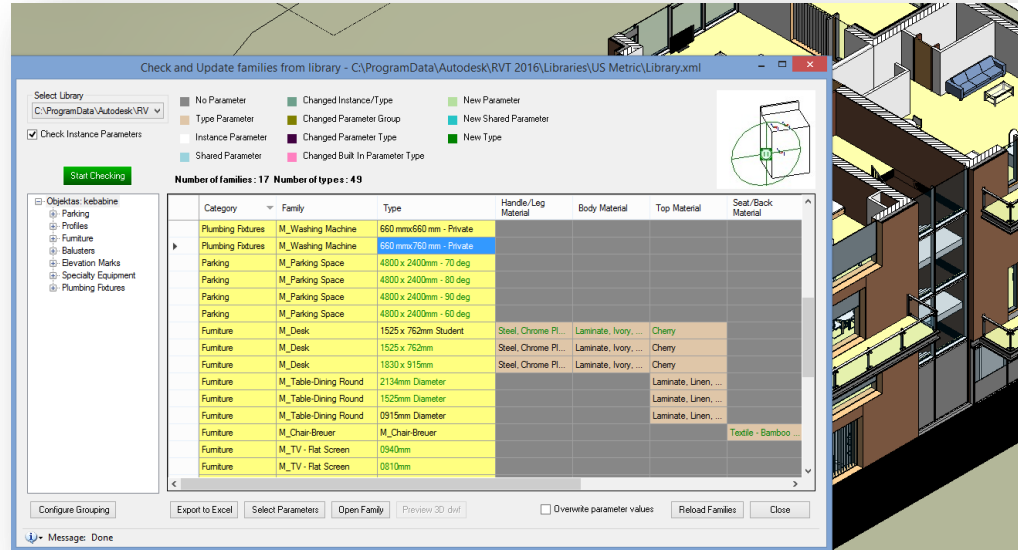 Check and Update families from library - C:\ProgramData\Autodesk\RVT 2016\Libraries\US Metric\Library.xml
Select Library
C:\ProgramData\Autodesk\RV
Check Instance Parameters
Start Checking
No Parameter
Changed Instance/Type
New Parameter
Type Parameter
Changed Parameter Group
New Shared Parameter
Instance Parameter
Changed Parameter Type
New Type
Shared Parameter
Changed Built In Parameter Type
Number of families: 17 Number of types: 49
Objektas: kebabine
Parking
Profiles
Furniture
Balusters
Elevation Marks
Specialty Equipment
Plumbing Fixtures
Category Family Type Handle/Leg Material Body Material Top Material Seat/Back Material
Plumbing Fixtures M_Washing Machine 660 mmx660 mm - Private
Plumbing Fixtures M_Washing Machine 660 mmx760 mm - Private
Parking M_Parking Space 4800 x 2400mm - 70 deg
Parking M_Parking Space 4800 x 2400mm - 80 deg
Parking M_Parking Space 4800 x 2400mm - 90 deg
Parking M_Parking Space 4800 x 2400mm - 60 deg
Furniture M_Desk 1525 x 762mm Student Steel, Chrome Pl... Laminate, Ivory, ... Cherry
Furniture M_Desk 1525 x 762mm Steel, Chrome Pl... Laminate, Ivory, ... Cherry
Furniture M_Desk 1830 x 915mm Steel, Chrome Pl... Laminate, Ivory, ... Cherry
Furniture M_Table-Dining Round 2134mm Diameter Laminate, Linen, ...
Furniture M_Table-Dining Round 1525mm Diameter Laminate, Linen, ...
Furniture M_Table-Dining Round 0915mm Diameter Laminate, Linen, ...
Furniture M_Chair-Breuer M_Chair-Breuer Textile - Bamboo ...
Furniture M_TV - Flat Screen 0940mm
Furniture M_TV - Flat Screen 0810mm
Configure Grouping
Export to Excel
Select Parameters
Open Family
Preview 3D dwf
Overwrite parameter values
Reload Families
Close
Message: Done